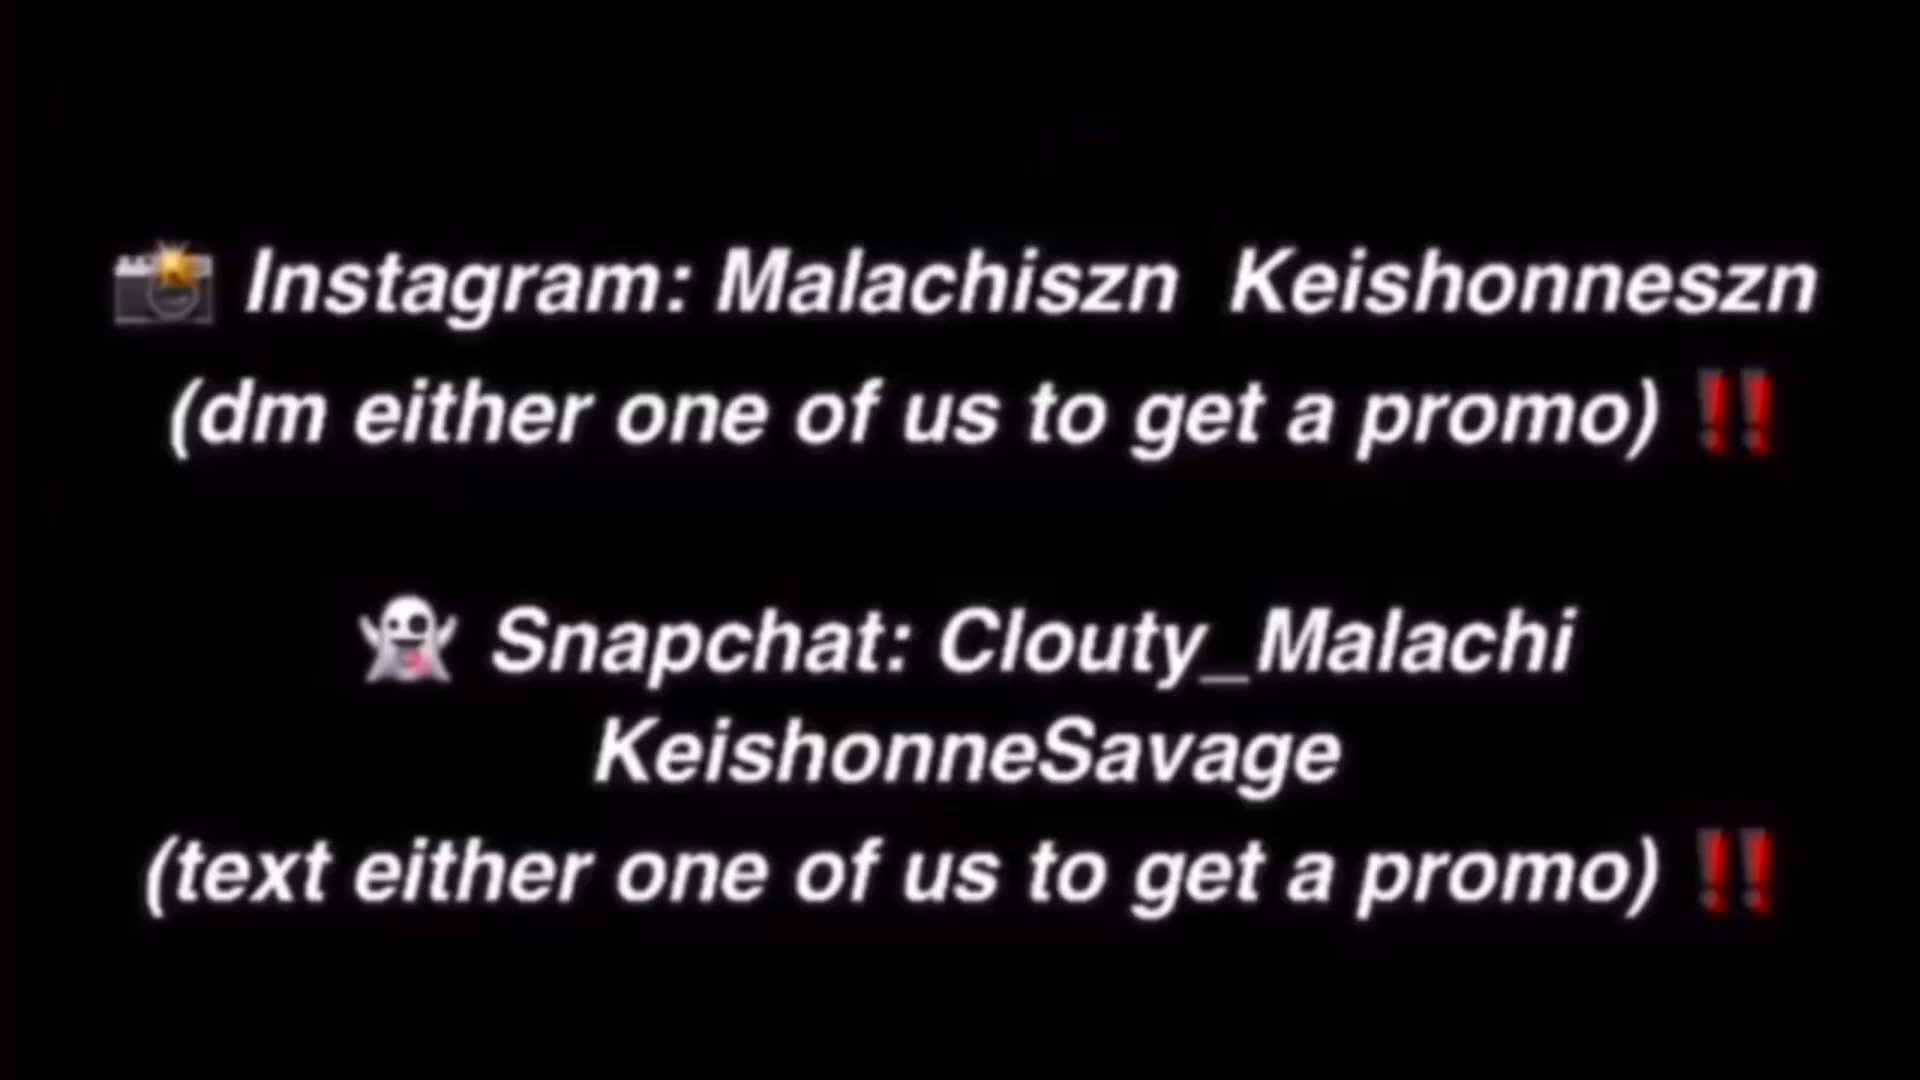 📸 Instagram: Malachiszn Keishonneszn
(dm either one of us to get a promo) ‼️
👻 Snapchat: Clouty_Malachi
KeishonneSavage
(text either one of us to get a promo) ‼️